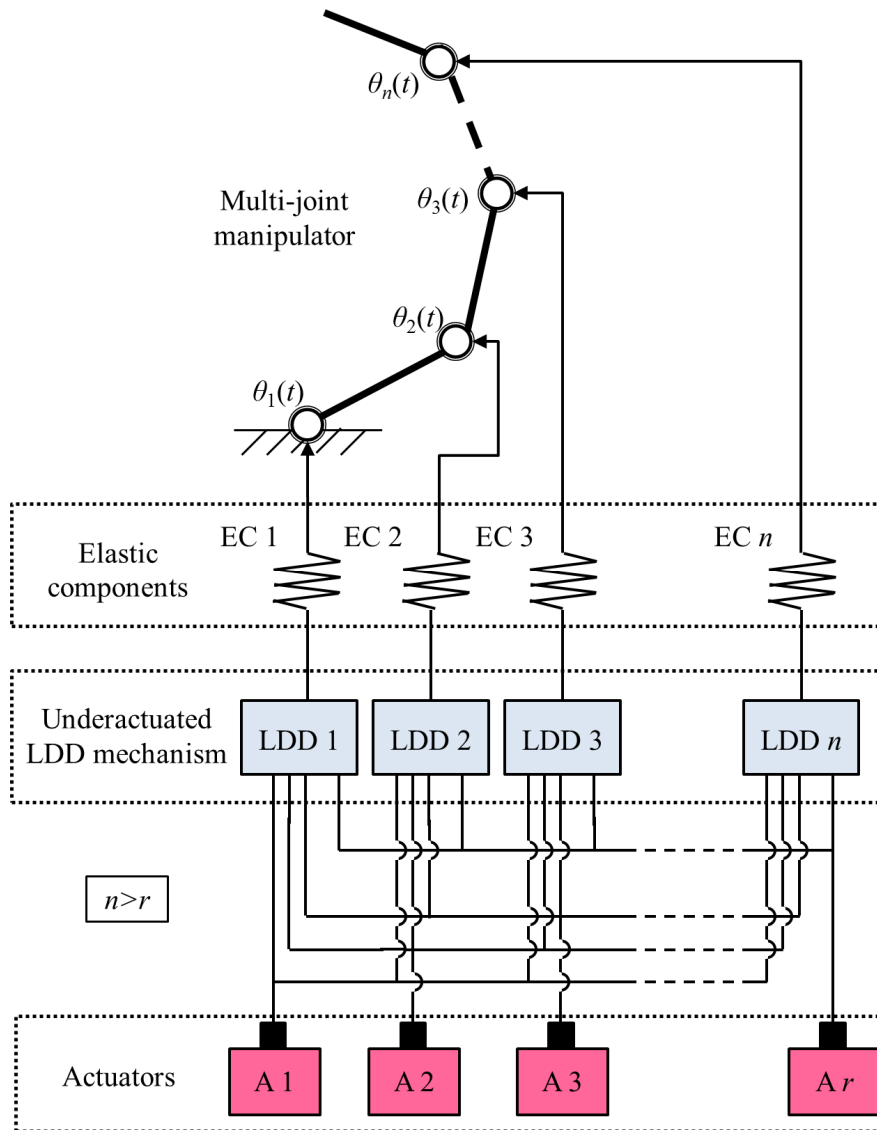 θn(t)
θ3(t)
Multi-joint
manipulator
θ2(t)
θ1(t)
EC 1
EC 2
EC 3
EC n
Elastic
components
Underactuated
LDD mechanism
LDD 1
LDD 2
LDD 3
LDD n
n>r
Actuators
A 1
A 2
A 3
A r